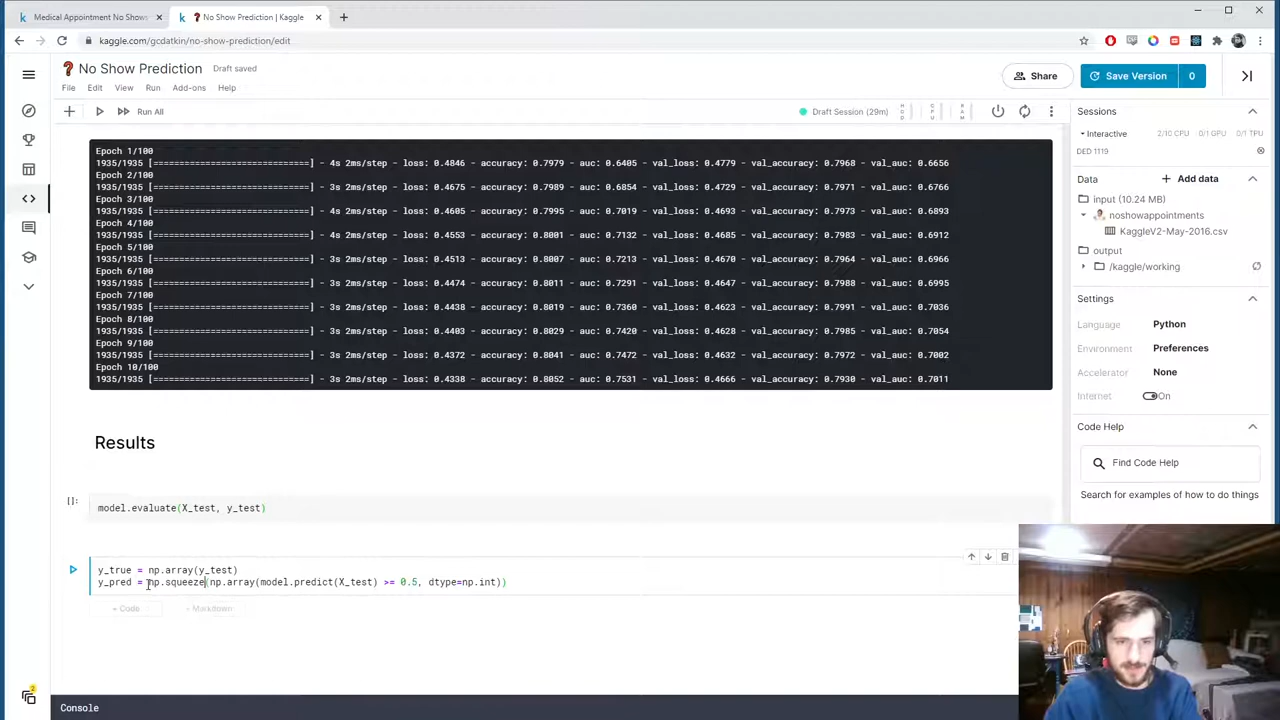 Medical Appointment No Shows
No Show Prediction | Kaggle
kaggle.com/gcdatkin/no-show-prediction/edit
No Show Prediction
Draft saved
Share
Save Version
0
File
Edit
View
Run
Add-ons
Help
Run All
Draft Session (29m)
Epoch 1/100
1935/1935 [==============================] - 4s 2ms/step - loss: 0.4846 - accuracy: 0.7979 - auc: 0.6405 - val_loss: 0.4779 - val_accuracy: 0.7968 - val_auc: 0.6656
Epoch 2/100
1935/1935 [==============================] - 3s 2ms/step - loss: 0.4675 - accuracy: 0.7989 - auc: 0.6854 - val_loss: 0.4729 - val_accuracy: 0.7971 - val_auc: 0.6766
Epoch 3/100
1935/1935 [==============================] - 4s 2ms/step - loss: 0.4605 - accuracy: 0.7995 - auc: 0.7019 - val_loss: 0.4693 - val_accuracy: 0.7973 - val_auc: 0.6893
Epoch 4/100
1935/1935 [==============================] - 4s 2ms/step - loss: 0.4553 - accuracy: 0.8001 - auc: 0.7132 - val_loss: 0.4685 - val_accuracy: 0.7983 - val_auc: 0.6912
Epoch 5/100
1935/1935 [==============================] - 3s 2ms/step - loss: 0.4513 - accuracy: 0.8007 - auc: 0.7213 - val_loss: 0.4670 - val_accuracy: 0.7964 - val_auc: 0.6966
Epoch 6/100
1935/1935 [==============================] - 3s 2ms/step - loss: 0.4474 - accuracy: 0.8011 - auc: 0.7291 - val_loss: 0.4647 - val_accuracy: 0.7988 - val_auc: 0.6995
Epoch 7/100
1935/1935 [==============================] - 3s 2ms/step - loss: 0.4438 - accuracy: 0.8019 - auc: 0.7360 - val_loss: 0.4623 - val_accuracy: 0.7991 - val_auc: 0.7036
Epoch 8/100
1935/1935 [==============================] - 3s 2ms/step - loss: 0.4403 - accuracy: 0.8029 - auc: 0.7420 - val_loss: 0.4628 - val_accuracy: 0.7985 - val_auc: 0.7054
Epoch 9/100
1935/1935 [==============================] - 3s 2ms/step - loss: 0.4372 - accuracy: 0.8041 - auc: 0.7472 - val_loss: 0.4632 - val_accuracy: 0.7972 - val_auc: 0.7002
Epoch 10/100
1935/1935 [==============================] - 3s 2ms/step - loss: 0.4338 - accuracy: 0.8052 - auc: 0.7531 - val_loss: 0.4666 - val_accuracy: 0.7930 - val_auc: 0.7011
Results
[]:
model.evaluate(X_test, y_test)
y_true = np.array(y_test)
y_pred = np.squeeze(np.array(model.predict(X_test) >= 0.5, dtype=np.int))
+ Code
+ Markdown
Console
Sessions
Interactive
2/10 CPU 0/1 GPU 0/1 TPU
DED 1119
Data
+ Add data
input (10.24 MB)
noshowappointments
KaggleV2-May-2016.csv
output
/kaggle/working
Settings
Language
Python
Environment
Preferences
Accelerator
None
Internet
On
Code Help
Find Code Help
Search for examples of how to do things